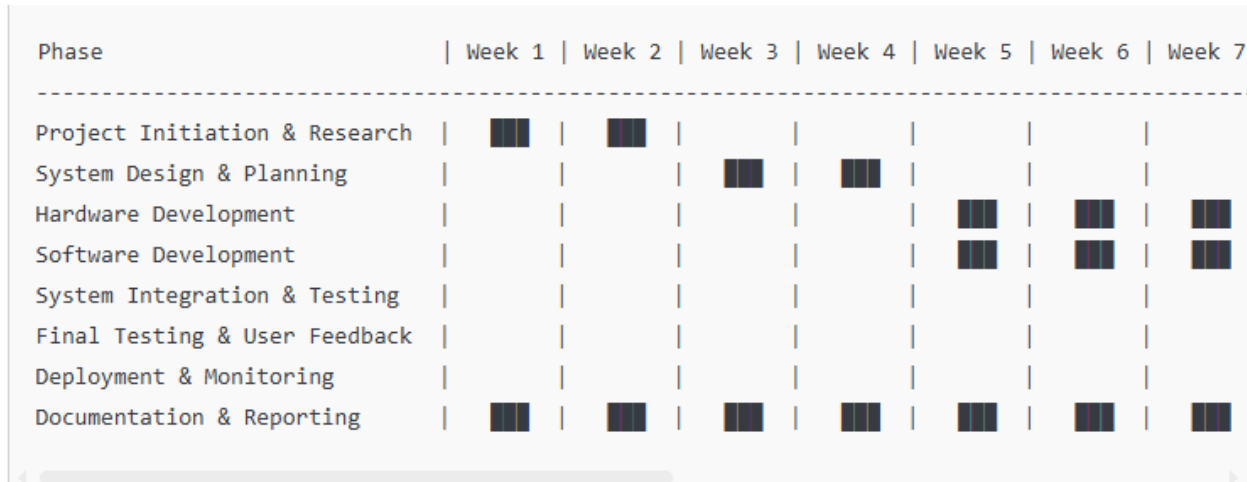 Phase | Week 1 | Week 2 | Week 3 | Week 4 | Week 5 | Week 6 | Week 7
---------------------------------------------------------------------------------------------
Project Initiation & Research | ███ | ███ | | | | |
System Design & Planning | | | ███ | ███ | | |
Hardware Development | | | | | ███ | ███ | ███
Software Development | | | | | ███ | ███ | ███
System Integration & Testing | | | | | | |
Final Testing & User Feedback | | | | | | |
Deployment & Monitoring | | | | | | |
Documentation & Reporting | ███ | ███ | ███ | ███ | ███ | ███ | ███